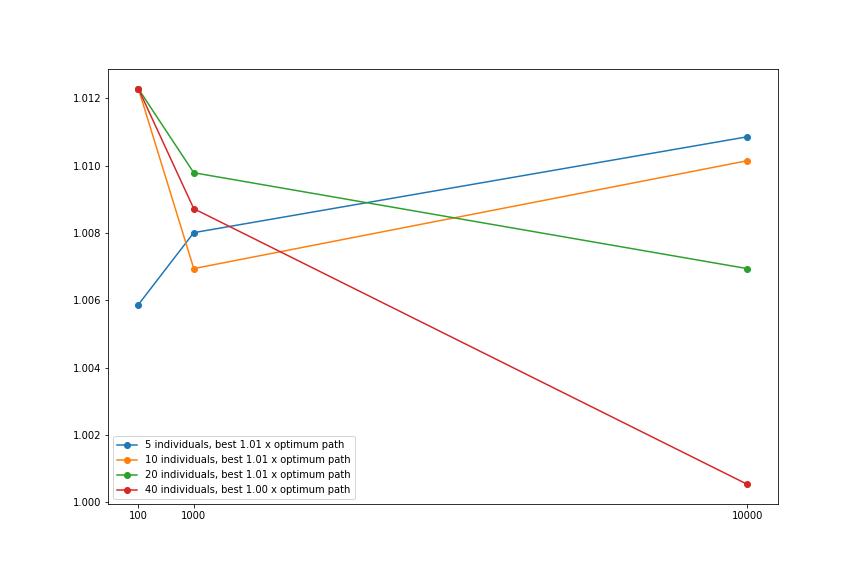 1.012
1.010
1.008
1.006
1.004
1.002
1.000
5 individuals, best 1.01 x optimum path
10 individuals, best 1.01 x optimum path
20 individuals, best 1.01 x optimum path
40 individuals, best 1.00 x optimum path
100 1000 10000